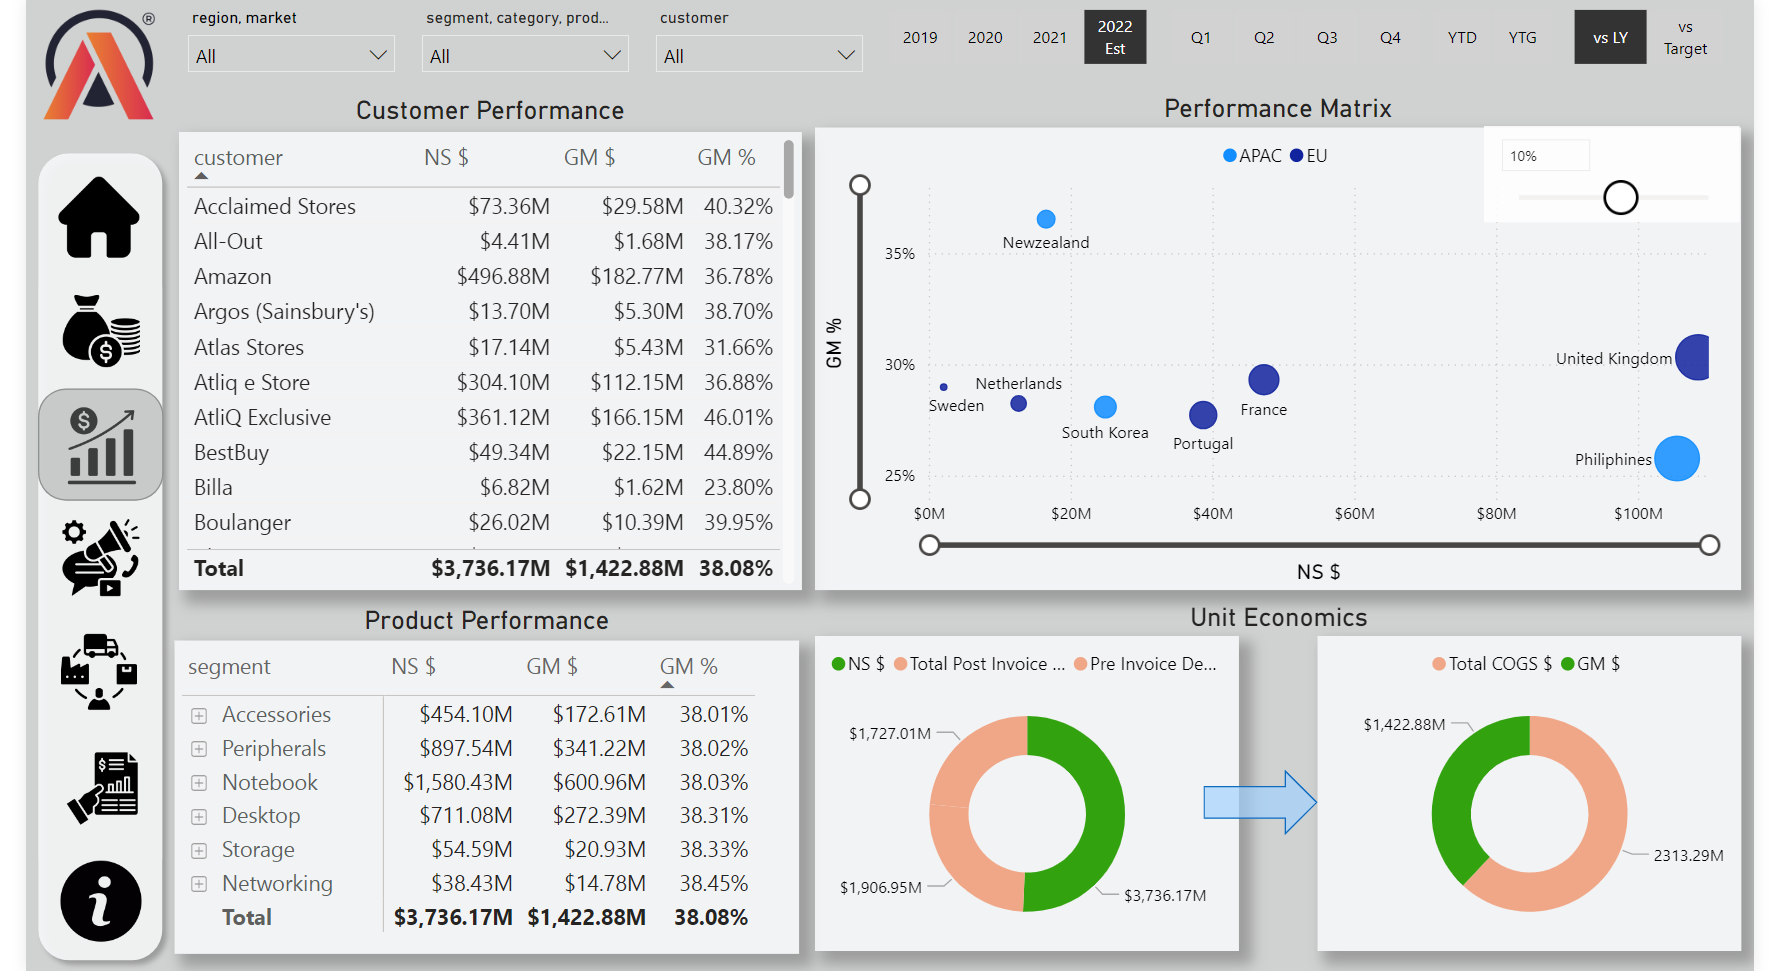 region, market
segment, category, prod...
customer
All
All
All
2019
2020
2021
2022
Est
Q1
Q2
Q3
Q4
YTD
YTG
vs LY
vs
Target
®
Customer Performance
customer NS $ GM $ GM %
Acclaimed Stores $73.36M $29.58M 40.32%
All-Out $4.41M $1.68M 38.17%
Amazon $496.88M $182.77M 36.78%
Argos (Sainsbury's) $13.70M $5.30M 38.70%
Atlas Stores $17.14M $5.43M 31.66%
Atliq e Store $304.10M $112.15M 36.88%
AtliQ Exclusive $361.12M $166.15M 46.01%
BestBuy $49.34M $22.15M 44.89%
Billa $6.82M $1.62M 23.80%
Boulanger $26.02M $10.39M 39.95%
Total $3,736.17M $1,422.88M 38.08%
Performance Matrix
APAC EU
10%
GM %
35%
30%
25%
Newzealand
United Kingdom
Netherlands
Sweden
France
South Korea
Portugal
Philiphines
$0M $20M $40M $60M $80M $100M
NS $
Product Performance
segment NS $ GM $ GM %
Accessories $454.10M $172.61M 38.01%
Peripherals $897.54M $341.22M 38.02%
Notebook $1,580.43M $600.96M 38.03%
Desktop $711.08M $272.39M 38.31%
Storage $54.59M $20.93M 38.33%
Networking $38.43M $14.78M 38.45%
Total $3,736.17M $1,422.88M 38.08%
Unit Economics
NS $ Total Post Invoice ... Pre Invoice De...
$1,727.01M
$1,906.95M
$3,736.17M
Total COGS $ GM $
$1,422.88M
2313.29M